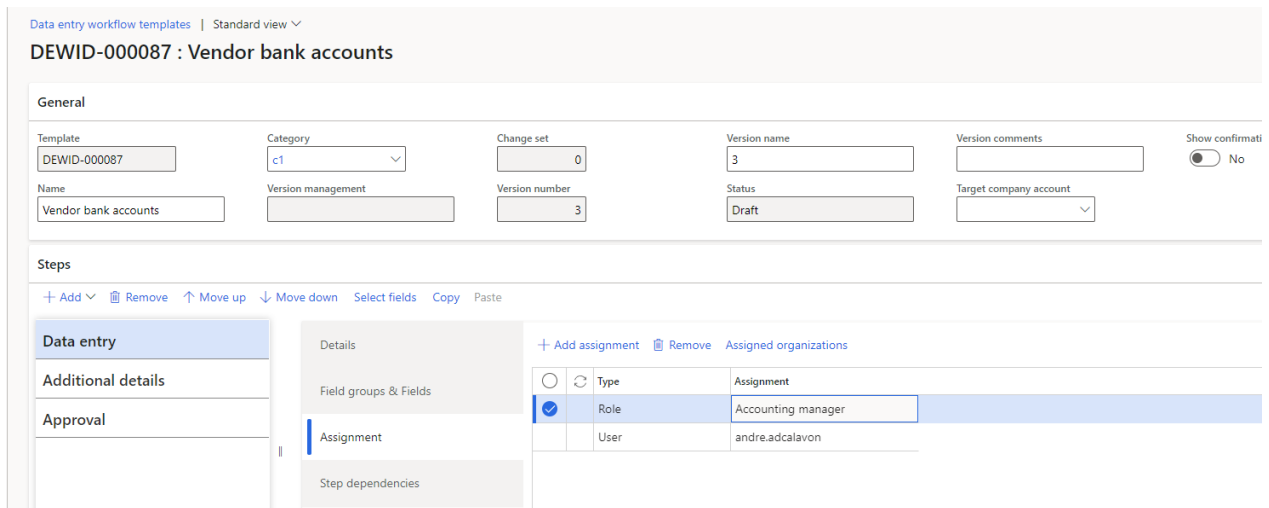 Data entry workflow templates | Standard view
DEWID-000087 : Vendor bank accounts
General
Template Category Change set Version name Version comments Show confirmati
DEWID-000087 c1 0 3 No
Name Version management Version number Status Target company account
Vendor bank accounts 3 Draft
Steps
Add Remove Move up Move down Select fields Copy Paste
Data entry
Additional details
Approval
Details
Field groups & Fields
Assignment
Step dependencies
Add assignment Remove Assigned organizations
Type Assignment
Role Accounting manager
User andre.adcalavon